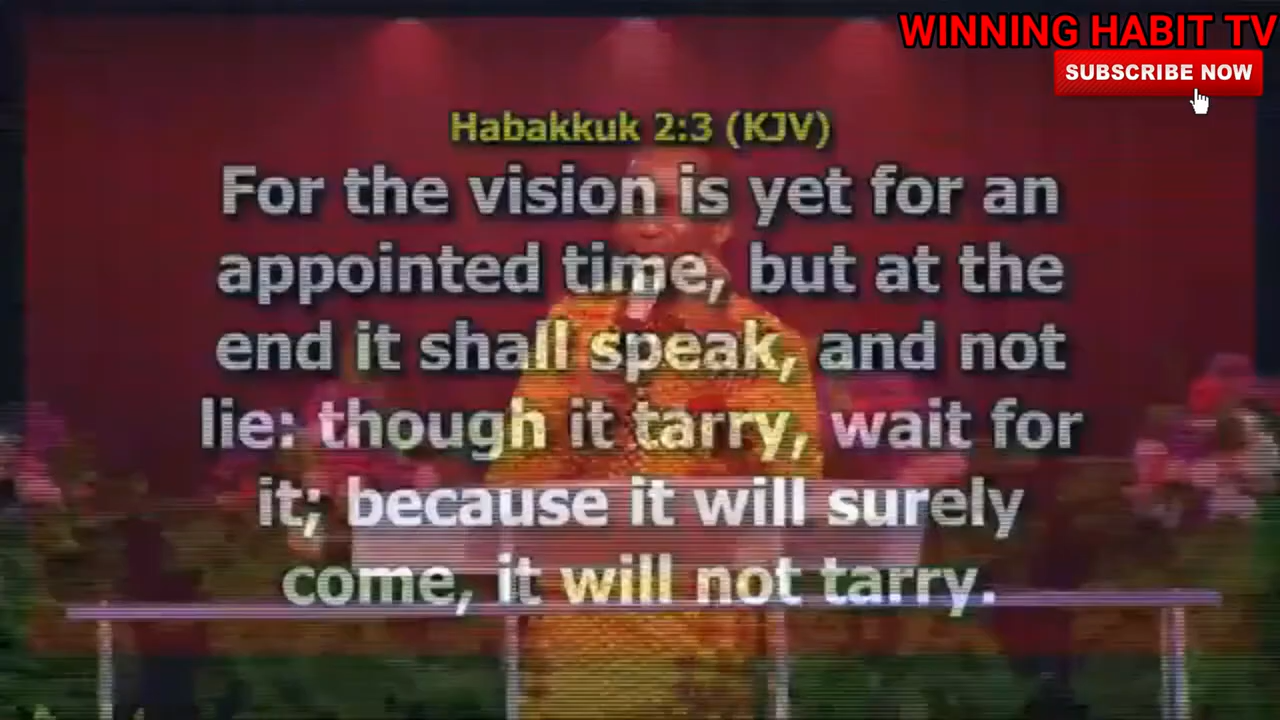 WINNING HABIT TV
SUBSCRIBE NOW
Habakkuk 2:3 (KJV)
For the vision is yet for an
appointed time, but at the
end it shall speak, and not
lie: though it tarry, wait for
it; because it will surely
come, it will not tarry.